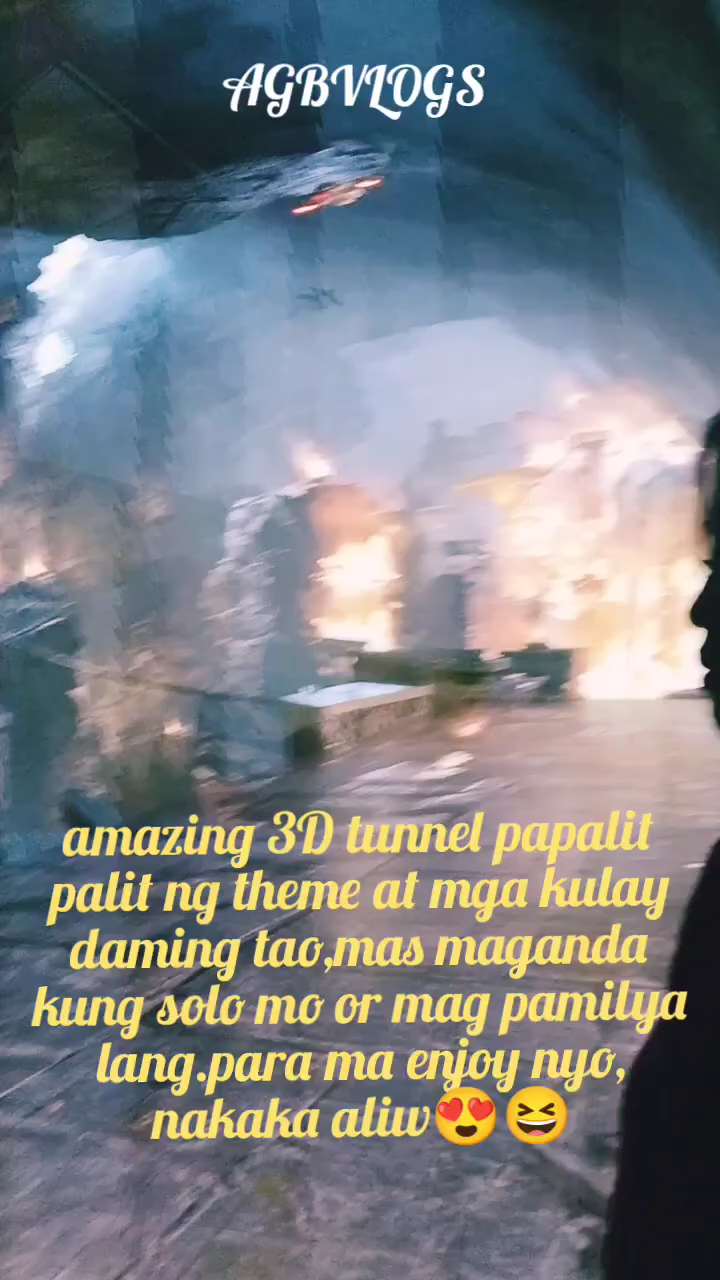 AGBVLOGS
amazing 3D tunnel papalit
palit ng theme at mga kulay
daming tao,mas maganda
kung solo mo or mag pamilya
lang.para ma enjoy nyo,
nakaka aliw😍😆